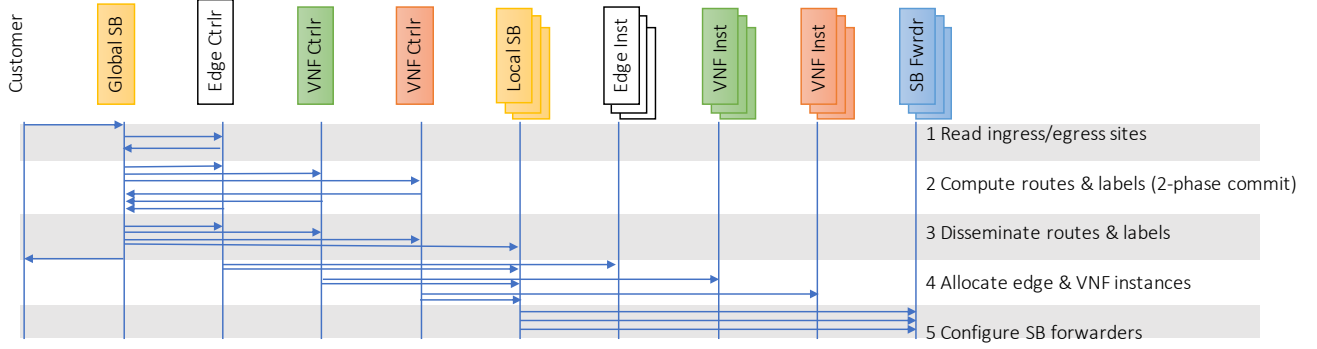 Customer
Global SB
Edge Ctrlr
VNF Ctrlr
VNF Ctrlr
Local SB
Edge Inst
VNF Inst
VNF Inst
SB Fwrdr
1 Read ingress/egress sites
2 Compute routes & labels (2-phase commit)
3 Disseminate routes & labels
4 Allocate edge & VNF instances
5 Configure SB forwarders